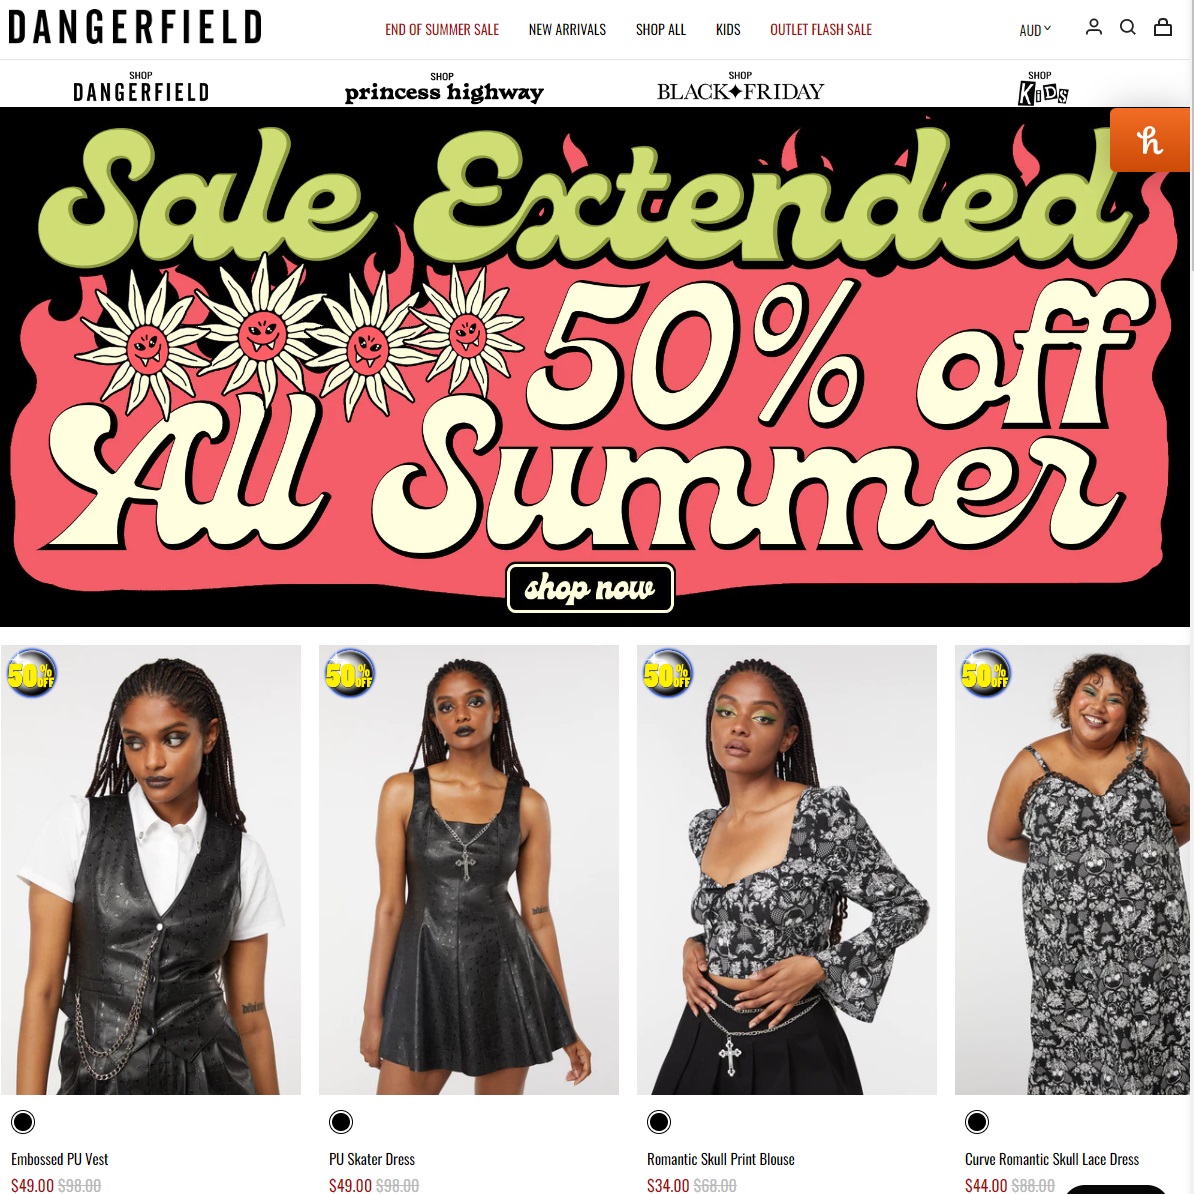 DANGERFIELD
END OF SUMMER SALE
NEW ARRIVALS
SHOP ALL
KIDS
OUTLET FLASH SALE
AUD
SHOP
DANGERFIELD
SHOP
princess highway
SHOP
BLACK✦FRIDAY
SHOP
KiDS
h
Sale Extended
50% off
All Summer
shop now
50% OFF
50% OFF
50% OFF
50% OFF
Embossed PU Vest
$49.00 $98.00
PU Skater Dress
$49.00 $98.00
Romantic Skull Print Blouse
$34.00 $68.00
Curve Romantic Skull Lace Dress
$44.00 $88.00